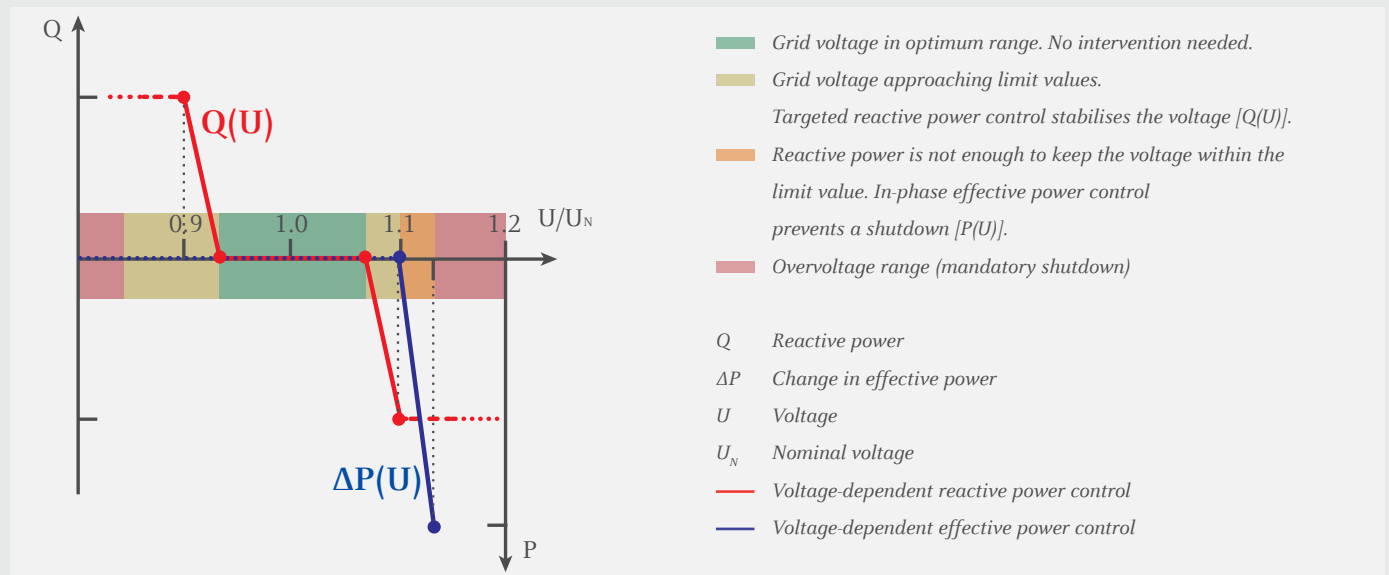 Q
Q(U)
0.9
1.0
1.1
1.2
U/UN
ΔP(U)
P
Grid voltage in optimum range. No intervention needed.
Grid voltage approaching limit values.
Targeted reactive power control stabilises the voltage [Q(U)].
Reactive power is not enough to keep the voltage within the
limit value. In-phase effective power control
prevents a shutdown [P(U)].
Overvoltage range (mandatory shutdown)
Q Reactive power
ΔP Change in effective power
U Voltage
UN Nominal voltage
Voltage-dependent reactive power control
Voltage-dependent effective power control